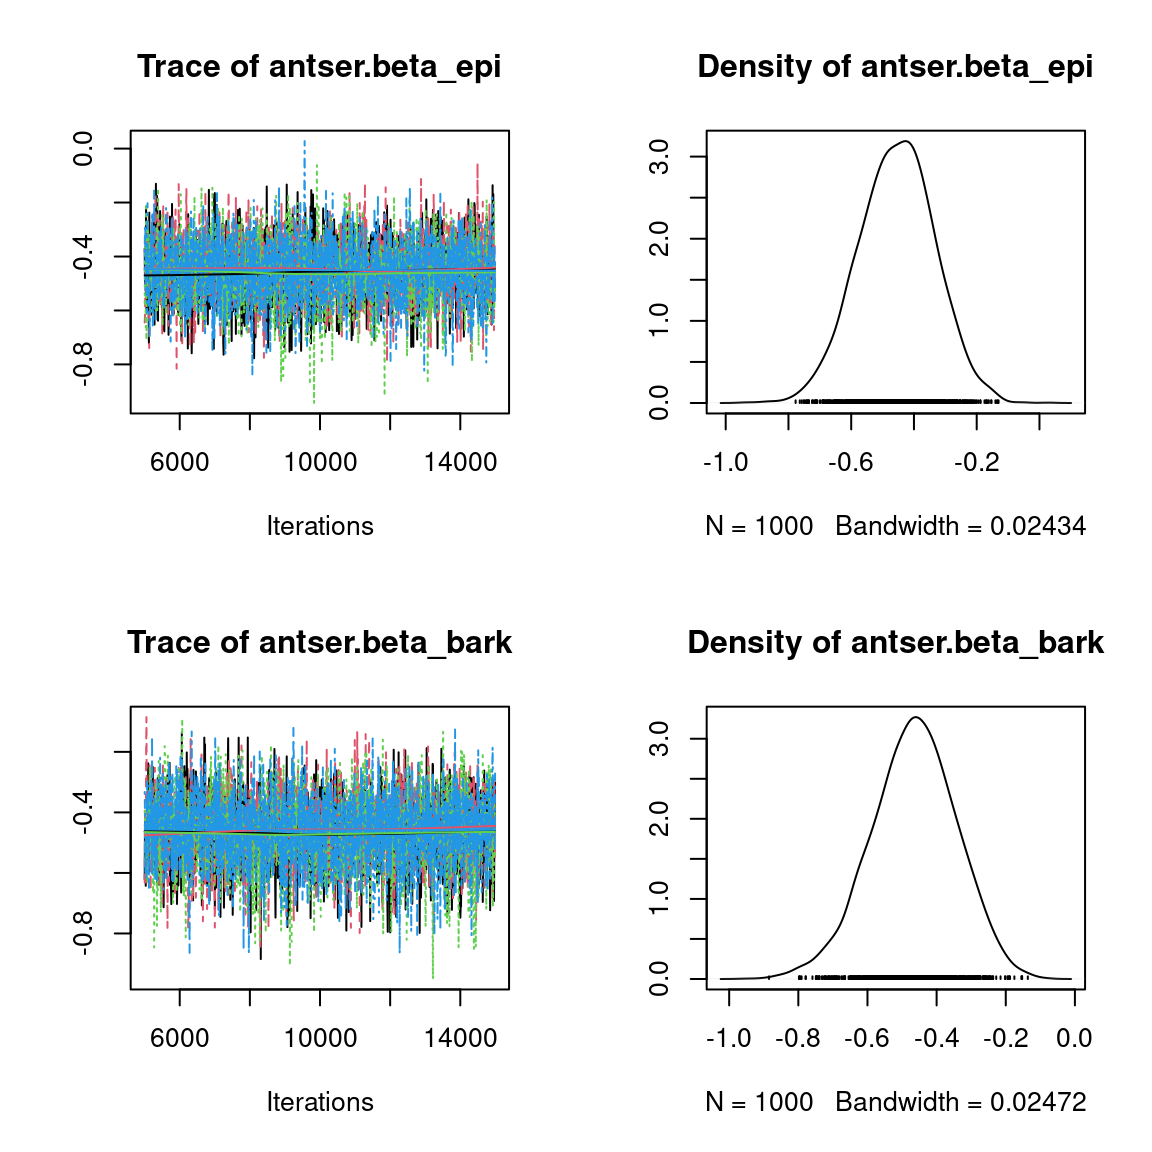 Trace of antser.beta_epi
0.0
-0.4
-0.8
6000 10000 14000
Iterations
Density of antser.beta_epi
3.0
2.0
1.0
0.0
-1.0 -0.6 -0.2
N = 1000 Bandwidth = 0.02434
Trace of antser.beta_bark
-0.4
-0.8
6000 10000 14000
Iterations
Density of antser.beta_bark
3.0
2.0
1.0
0.0
-1.0 -0.8 -0.6 -0.4 -0.2 0.0
N = 1000 Bandwidth = 0.02472